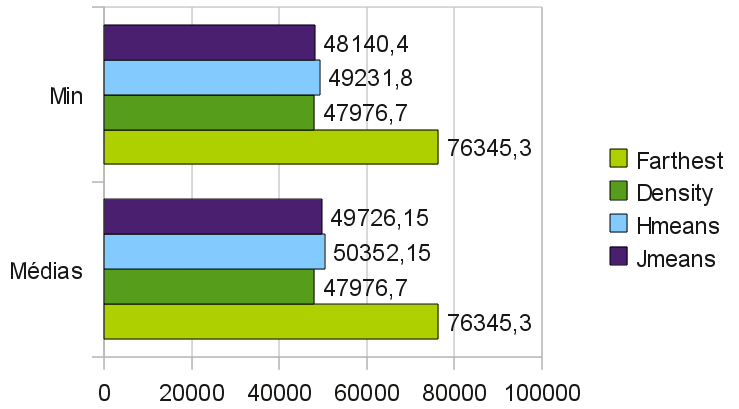 48140,4
49231,8
Min
47976,7
76345,3
Farthest
Density
Hmeans
Jmeans
49726,15
50352,15
Médias
47976,7
76345,3
0 20000 40000 60000 80000 100000